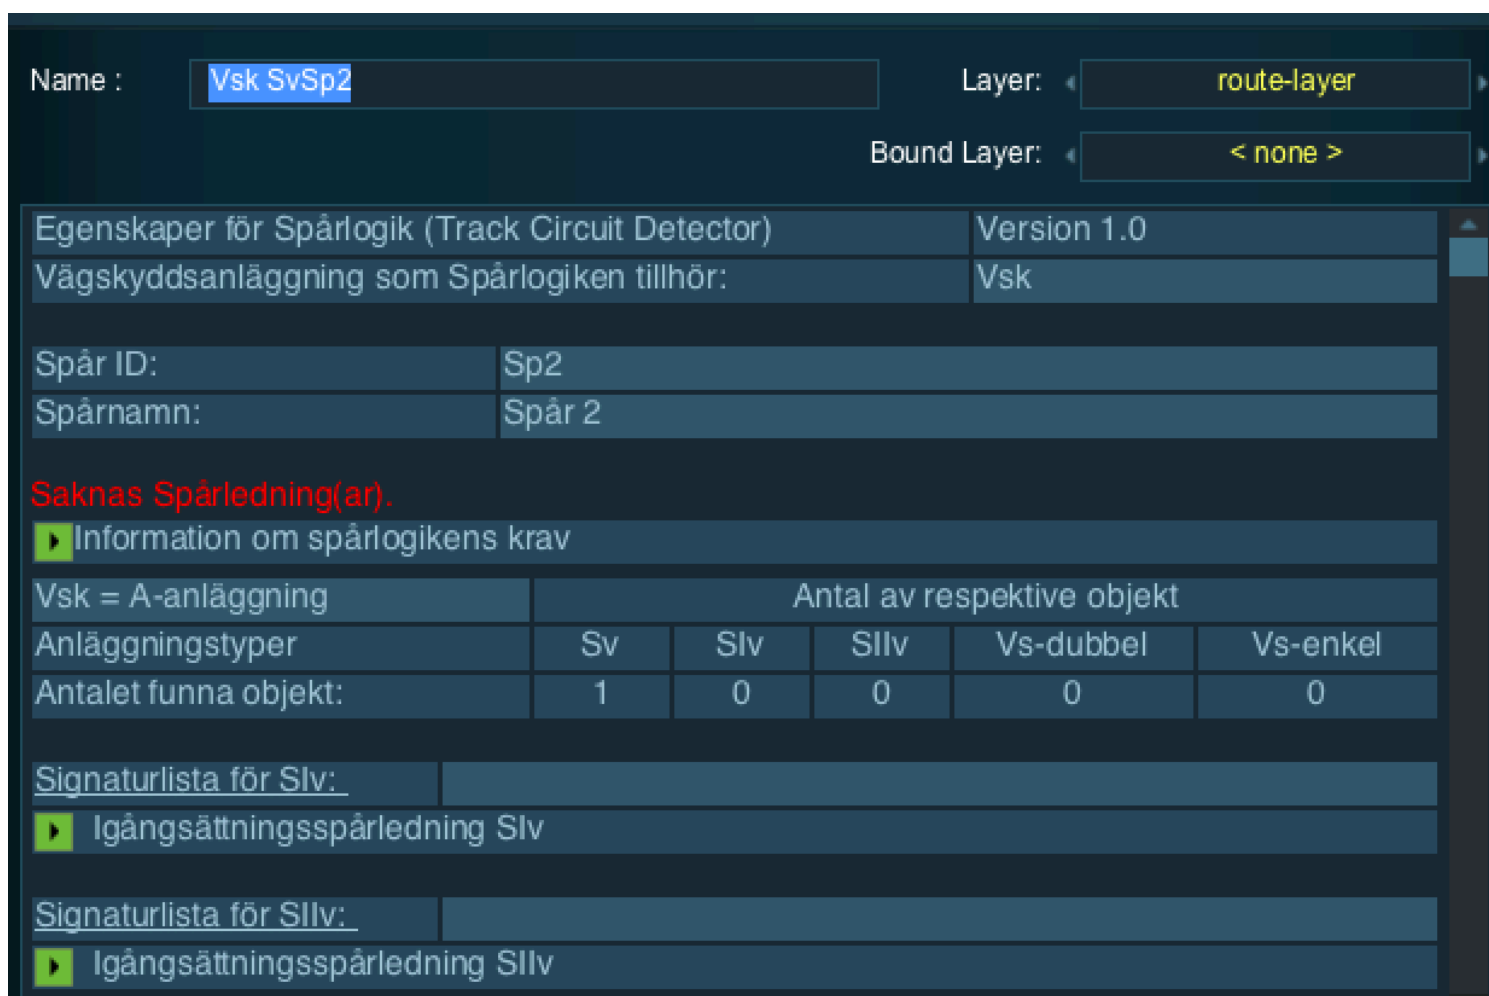 Name : Vsk SvSp2 Layer: route-layer
Bound Layer: < none >
Egenskaper för Spårlogik (Track Circuit Detector) Version 1.0
Vägskyddsanläggning som Spårlogiken tillhör: Vsk
Spår ID: Sp2
Spårnamn: Spår 2
Saknas Spårledning(ar).
Information om spårlogikens krav
Vsk = A-anläggning Antal av respektive objekt
Anläggningstyper Sv SIv SIIv Vs-dubbel Vs-enkel
Antalet funna objekt: 1 0 0 0 0
Signaturlista för SIv:
Igångsättningsspårledning SIv
Signaturlista för SIIv:
Igångsättningsspårledning SIIv